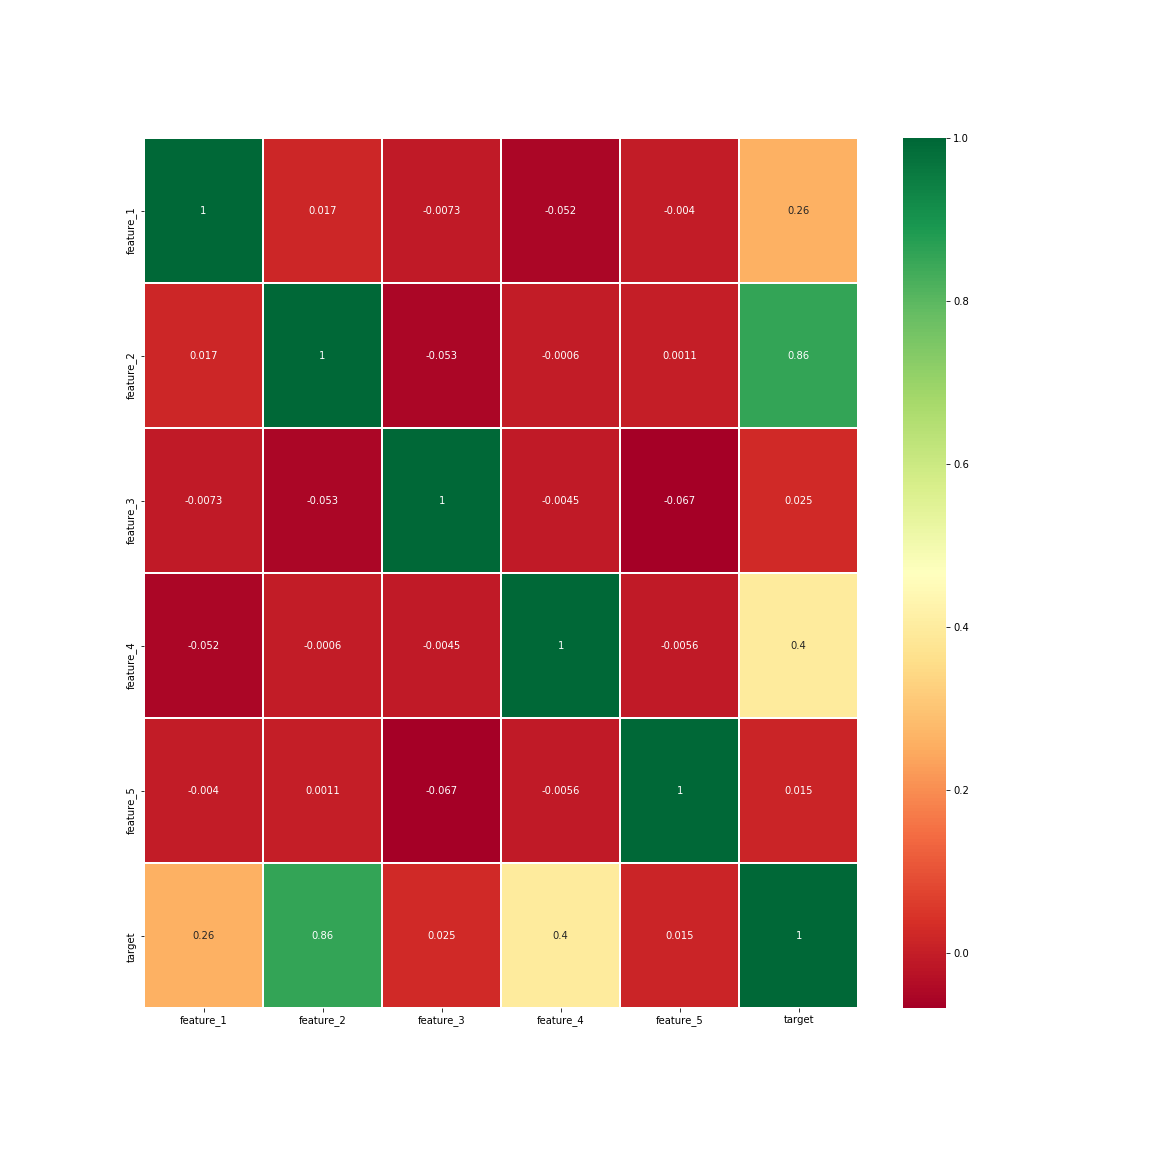 feature_1 1 0.017 -0.0073 -0.052 -0.004 0.26
feature_2 0.017 1 -0.053 -0.0006 0.0011 0.86
feature_3 -0.0073 -0.053 1 -0.0045 -0.067 0.025
feature_4 -0.052 -0.0006 -0.0045 1 -0.0056 0.4
feature_5 -0.004 0.0011 -0.067 -0.0056 1 0.015
target 0.26 0.86 0.025 0.4 0.015 1
feature_1 feature_2 feature_3 feature_4 feature_5 target
1.0
0.8
0.6
0.4
0.2
0.0